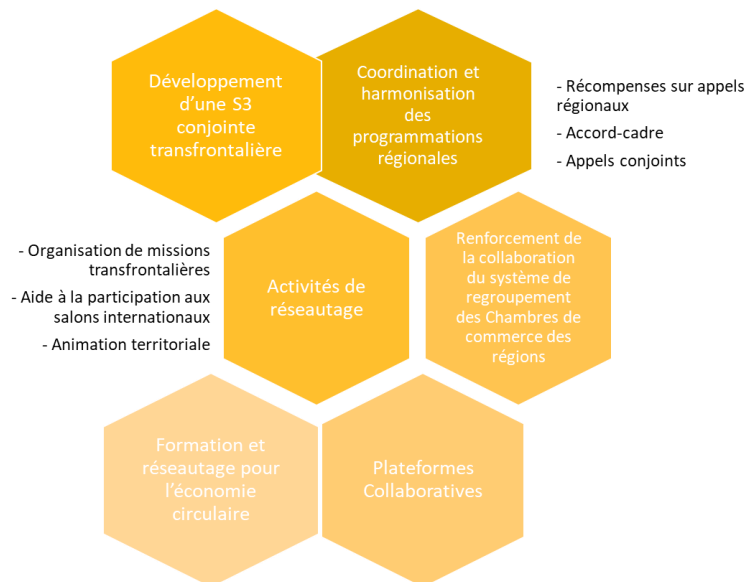 Développement
d'une S3
conjointe
transfrontalière
Coordination et
harmonisation
des
programmations
régionales
- Récompenses sur appels
régionaux
- Accord-cadre
- Appels conjoints
- Organisation de missions
transfrontalières
- Aide à la participation aux
salons internationaux
- Animation territoriale
Activités de
réseautage
Renforcement de
la collaboration
du système de
regroupement
des Chambres de
commerce des
régions
Formation et
réseautage pour
l'économie
circulaire
Plateformes
Collaboratives